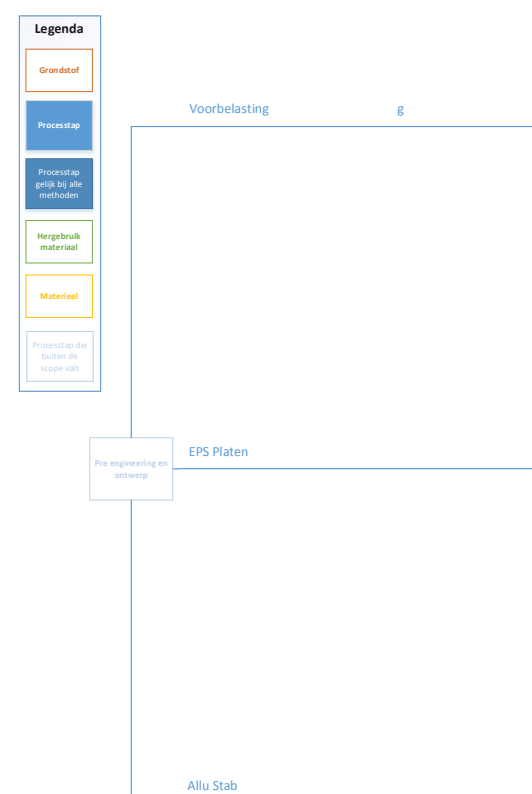 Legenda
Grondstof
Processtap
Processtap
gelijk bij alle
methoden
Hergebruik
materiaal
Materieel
Processtap die
buiten de
scope valt
Voorbelasting g
Pre engineering en
ontwerp
EPS Platen
Allu Stab